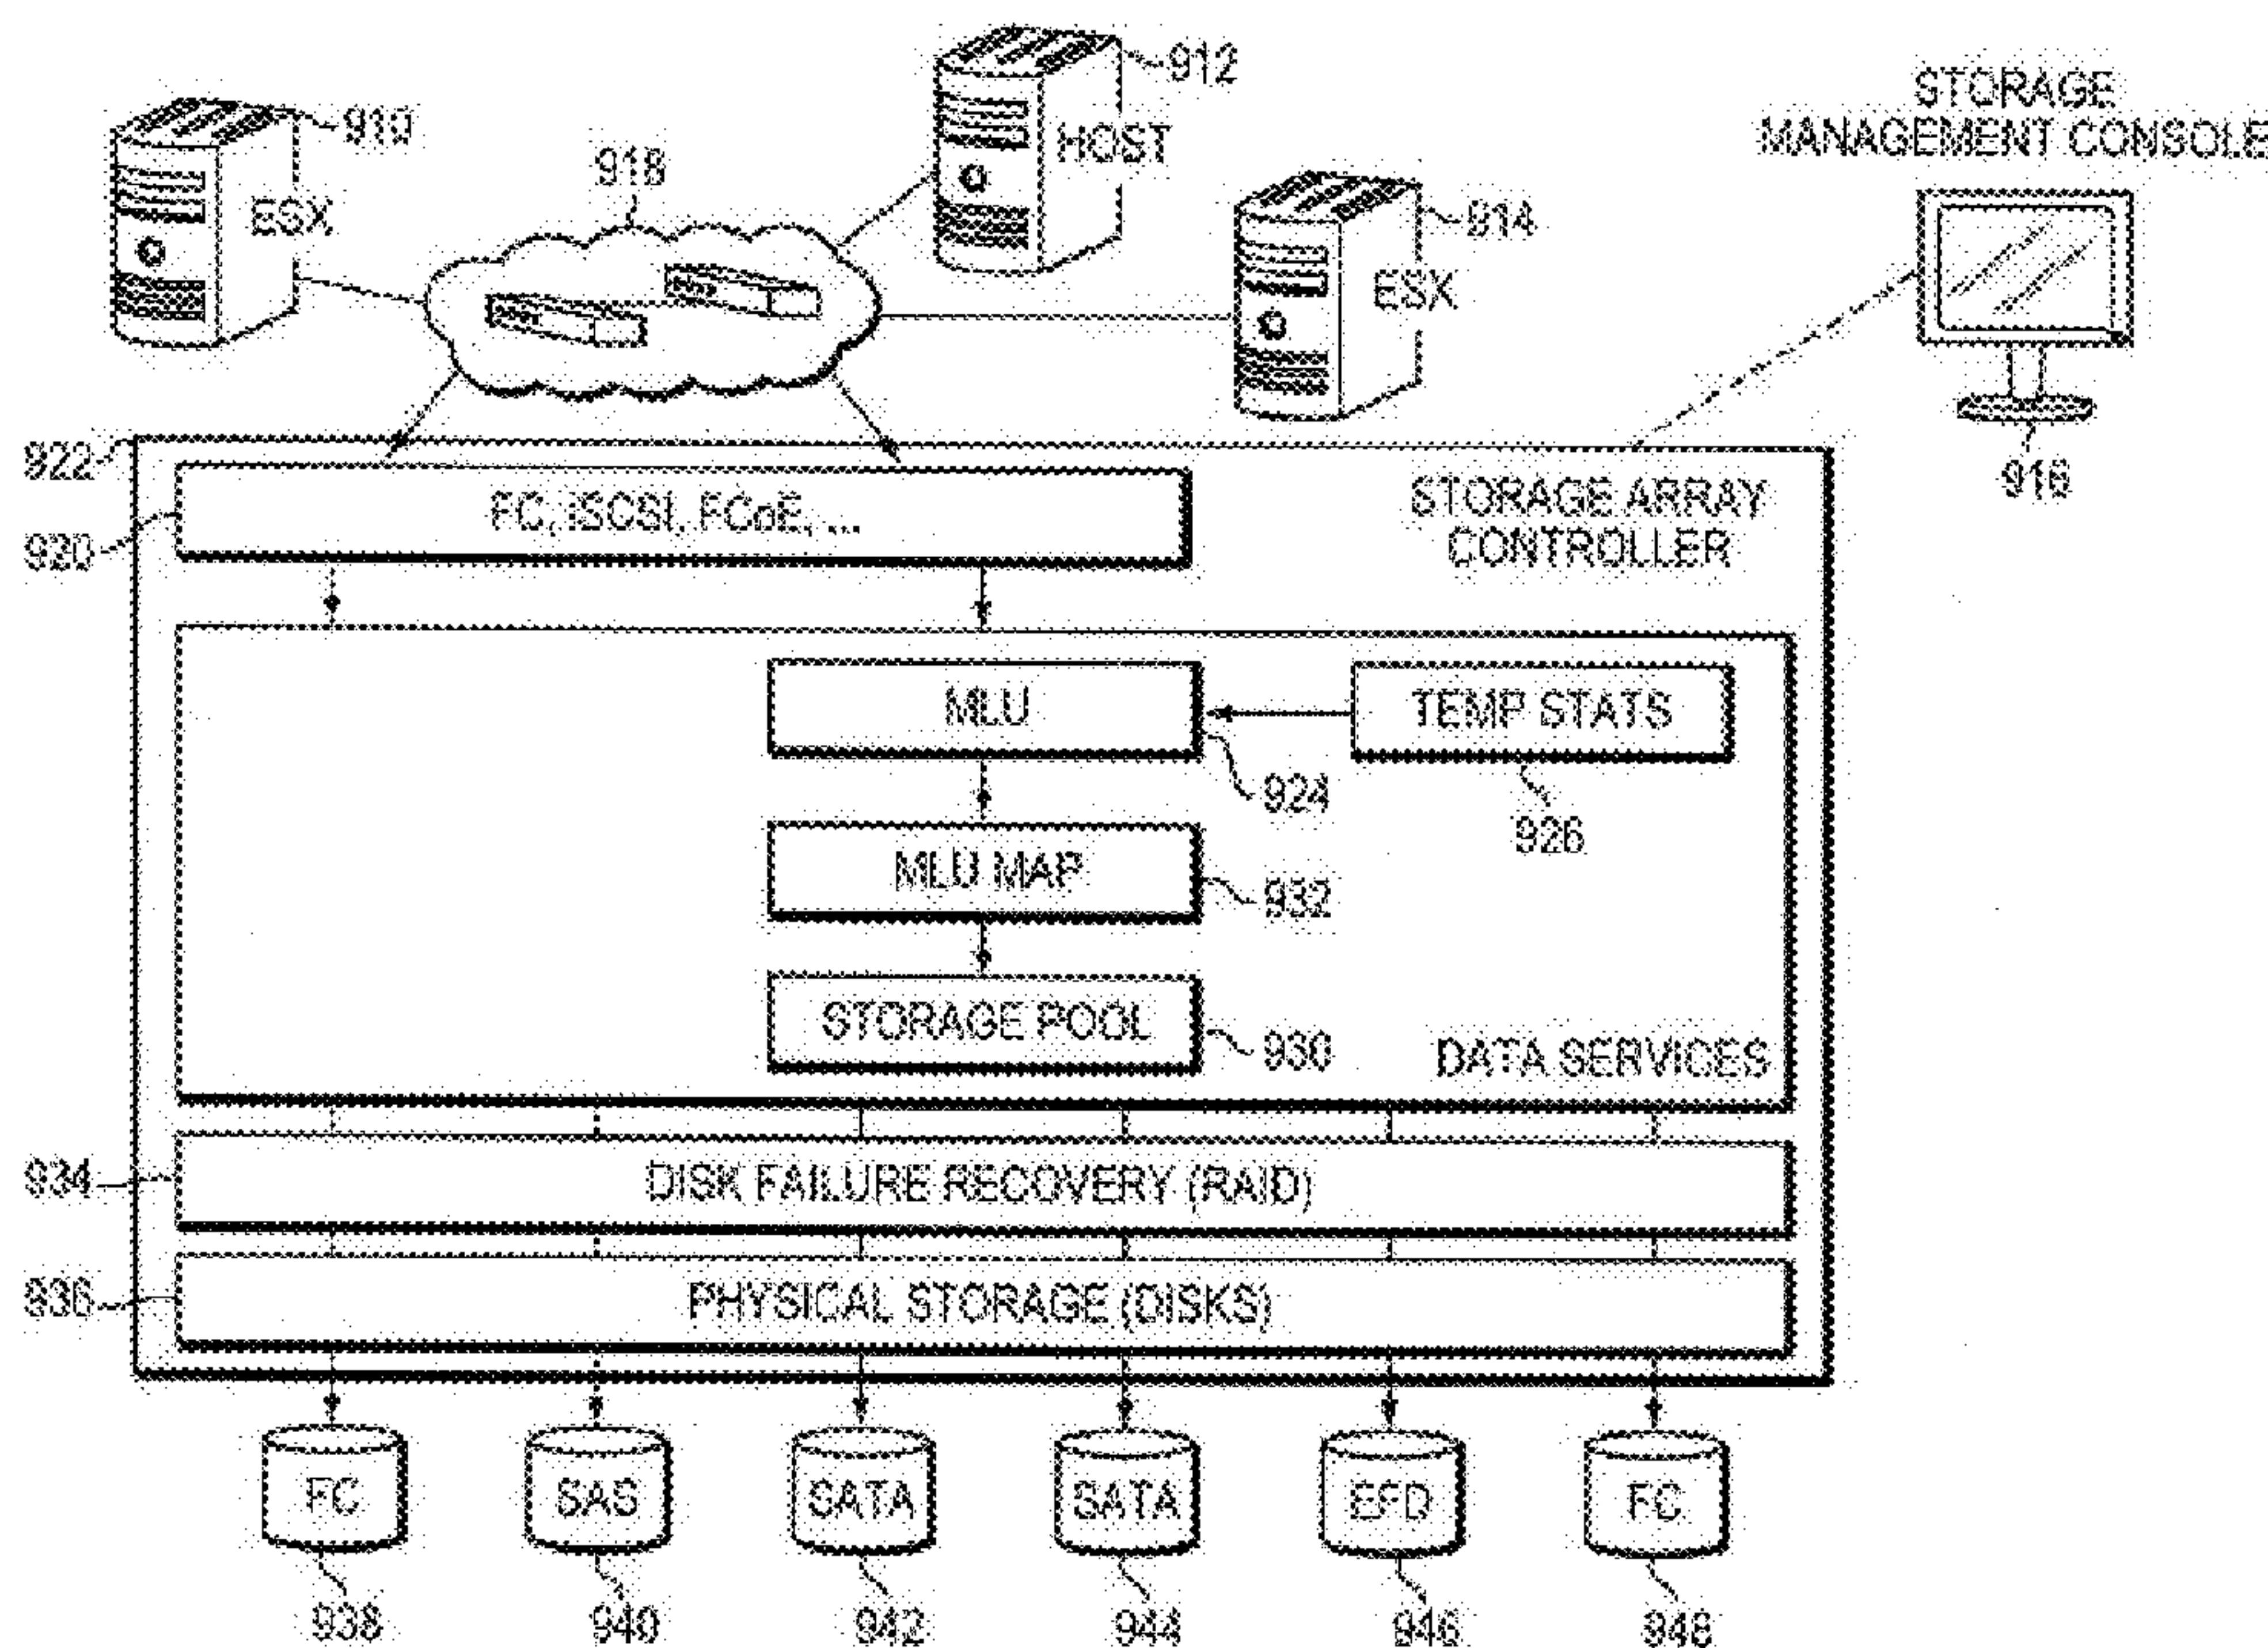 912
STORAGE
MANAGEMENT CONSOLE
910
HOST
918
ESX
914
ESX
916
922
FC, iSCSI, FCoE, ...
STORAGE ARRAY
CONTROLLER
920
MLU
TEMP STATS
924
926
MLU MAP
932
STORAGE POOL
930
DATA SERVICES
934
DISK FAILURE RECOVERY (RAID)
936
PHYSICAL STORAGE (DISKS)
FC
SAS
SATA
SATA
EFD
FC
938
940
942
944
946
948